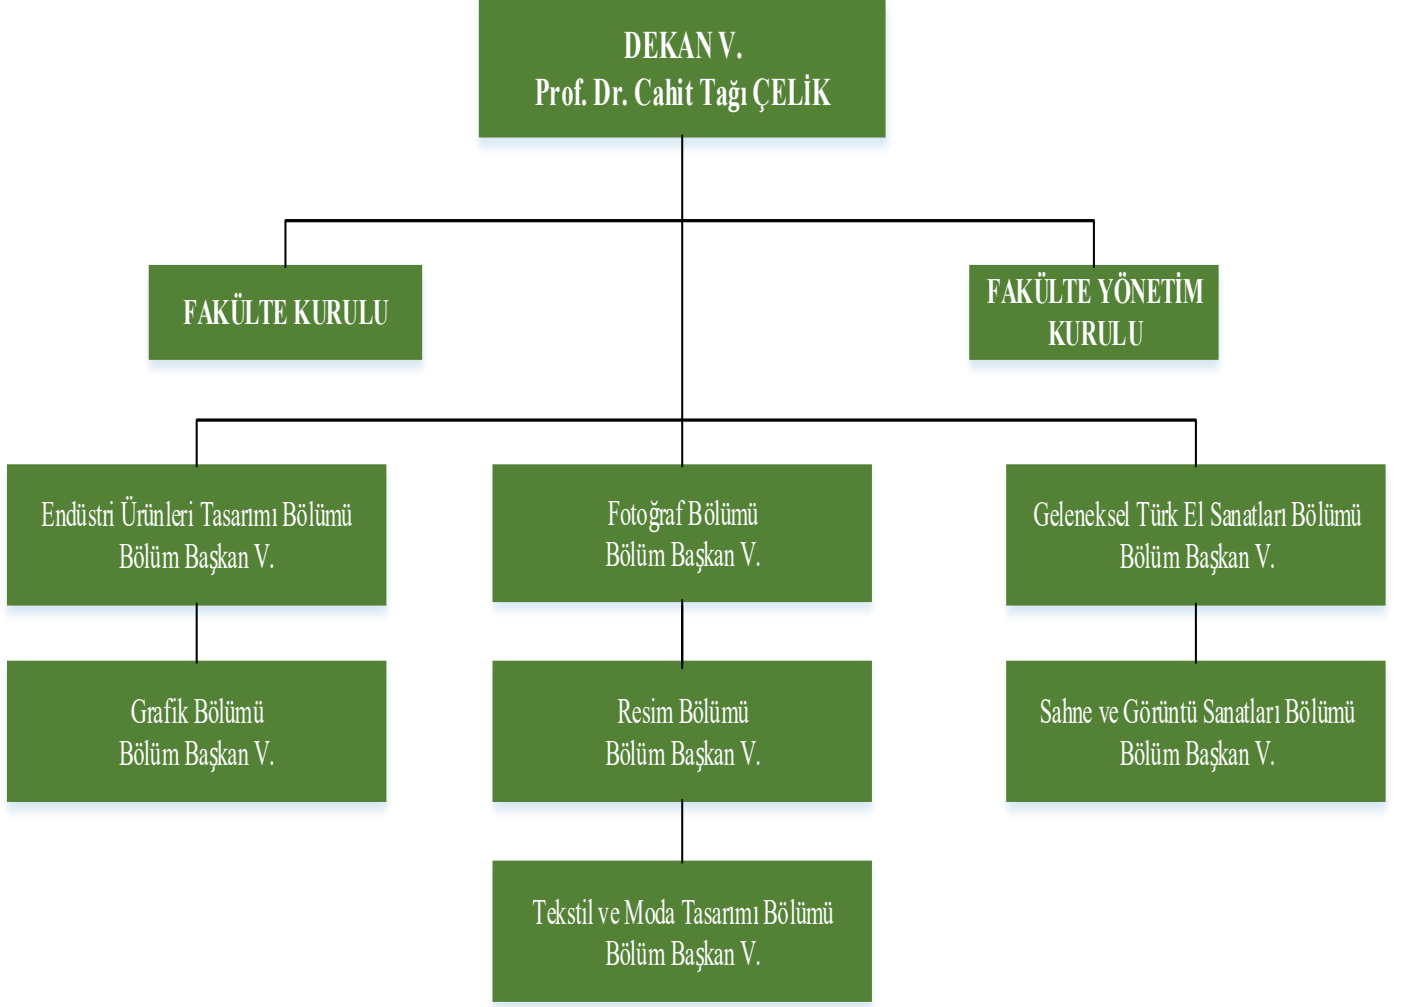 DEKAN V.
Prof. Dr. Cahit Tağı ÇELİK
FAKÜLTE KURULU
FAKÜLTE YÖNETİM
KURULU
Endüstri Ürünleri Tasarımı Bölümü
Bölüm Başkan V.
Fotoğraf Bölümü
Bölüm Başkan V.
Geleneksel Türk El Sanatları Bölümü
Bölüm Başkan V.
Grafik Bölümü
Bölüm Başkan V.
Resim Bölümü
Bölüm Başkan V.
Sahne ve Görüntü Sanatları Bölümü
Bölüm Başkan V.
Tekstil ve Moda Tasarımı Bölümü
Bölüm Başkan V.